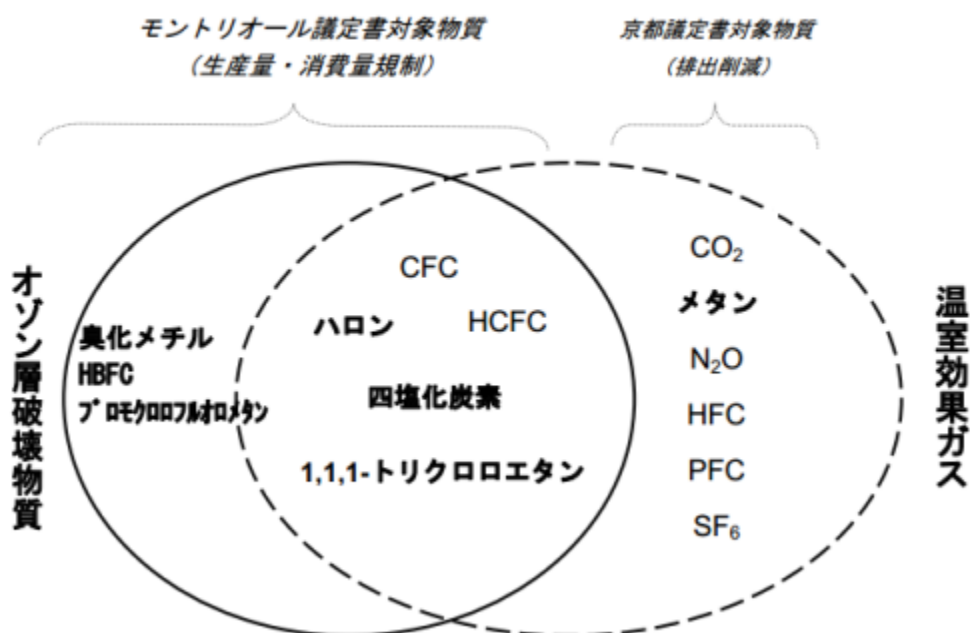 モントリオール議定書対象物質
（生産量・消費量規制）
京都議定書対象物質
（排出削減）
オゾン層破壊物質
臭化メチル
HBFC
ブロモクロロフルオロメタン
CFC
ハロン
HCFC
四塩化炭素
1,1,1-トリクロロエタン
CO₂
メタン
N₂O
HFC
PFC
SF₆
温室効果ガス